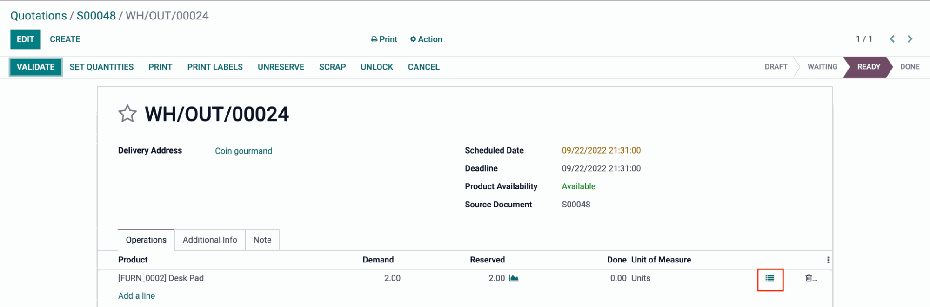 Quotations / S00048 / WH/OUT/00024
EDIT CREATE Print Action 1 / 1
VALIDATE SET QUANTITIES PRINT PRINT LABELS UNRESERVE SCRAP UNLOCK CANCEL DRAFT WAITING READY DONE
WH/OUT/00024
Delivery Address Coin gourmand Scheduled Date 09/22/2022 21:31:00
Deadline 09/22/2022 21:31:00
Product Availability Available
Source Document S00048
Operations Additional Info Note
Product Demand Reserved Done Unit of Measure
[FURN_0002] Desk Pad 2.00 2.00 0.00 Units
Add a line